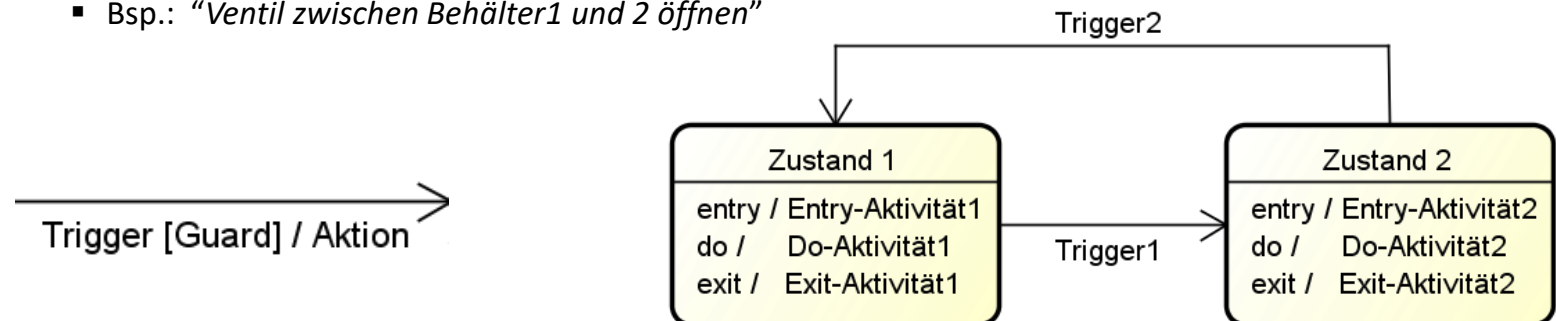 ▪ Bsp.: “Ventil zwischen Behälter1 und 2 öffnen”
Trigger2
Trigger [Guard] / Aktion
Zustand 1
entry / Entry-Aktivität1
do / Do-Aktivität1
exit / Exit-Aktivität1
Trigger1
Zustand 2
entry / Entry-Aktivität2
do / Do-Aktivität2
exit / Exit-Aktivität2